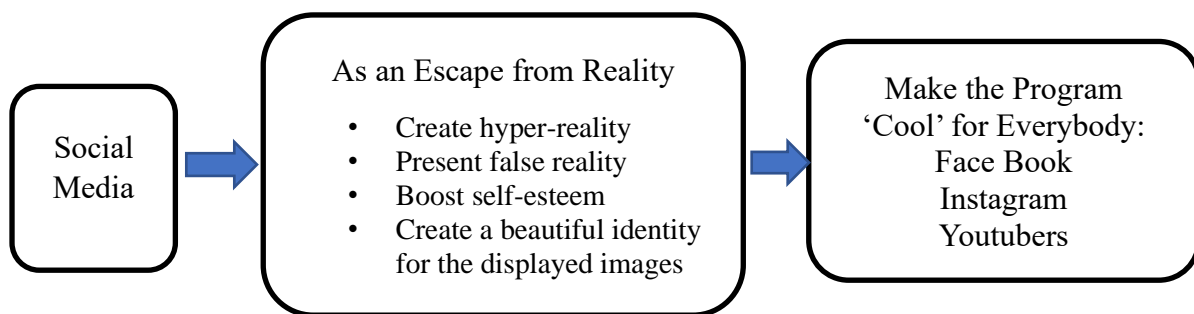 Social
Media
As an Escape from Reality
• Create hyper-reality
• Present false reality
• Boost self-esteem
• Create a beautiful identity
for the displayed images
Make the Program
‘Cool’ for Everybody:
Face Book
Instagram
Youtubers